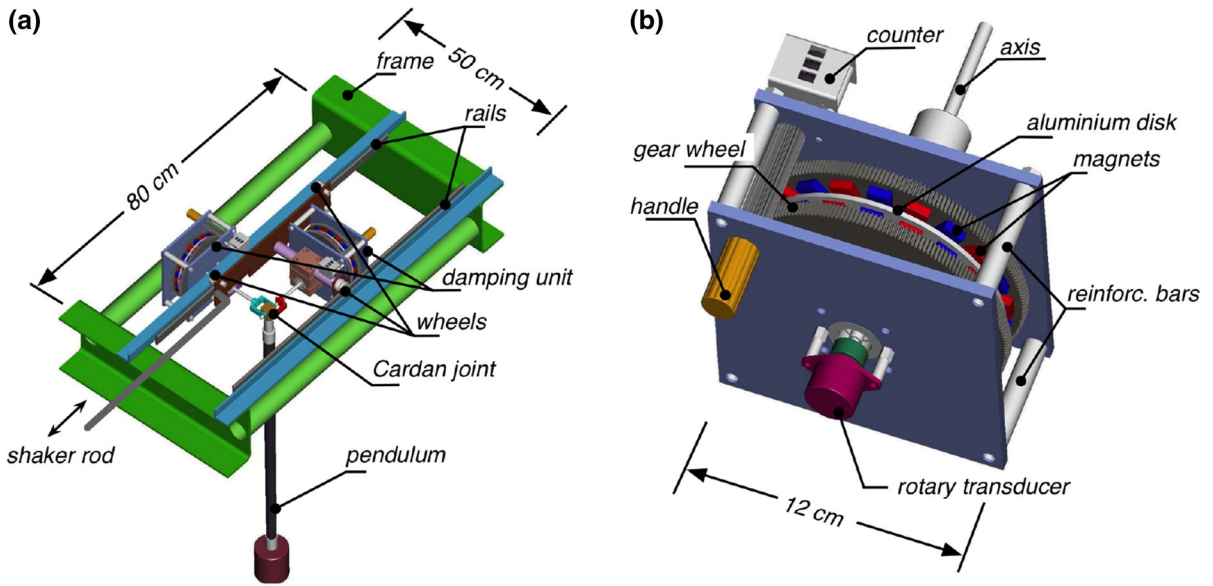 (a)
frame
50 cm
rails
80 cm
damping unit
wheels
Cardan joint
shaker rod
pendulum
(b)
counter
axis
aluminium disk
gear wheel
magnets
handle
reinforc. bars
rotary transducer
12 cm